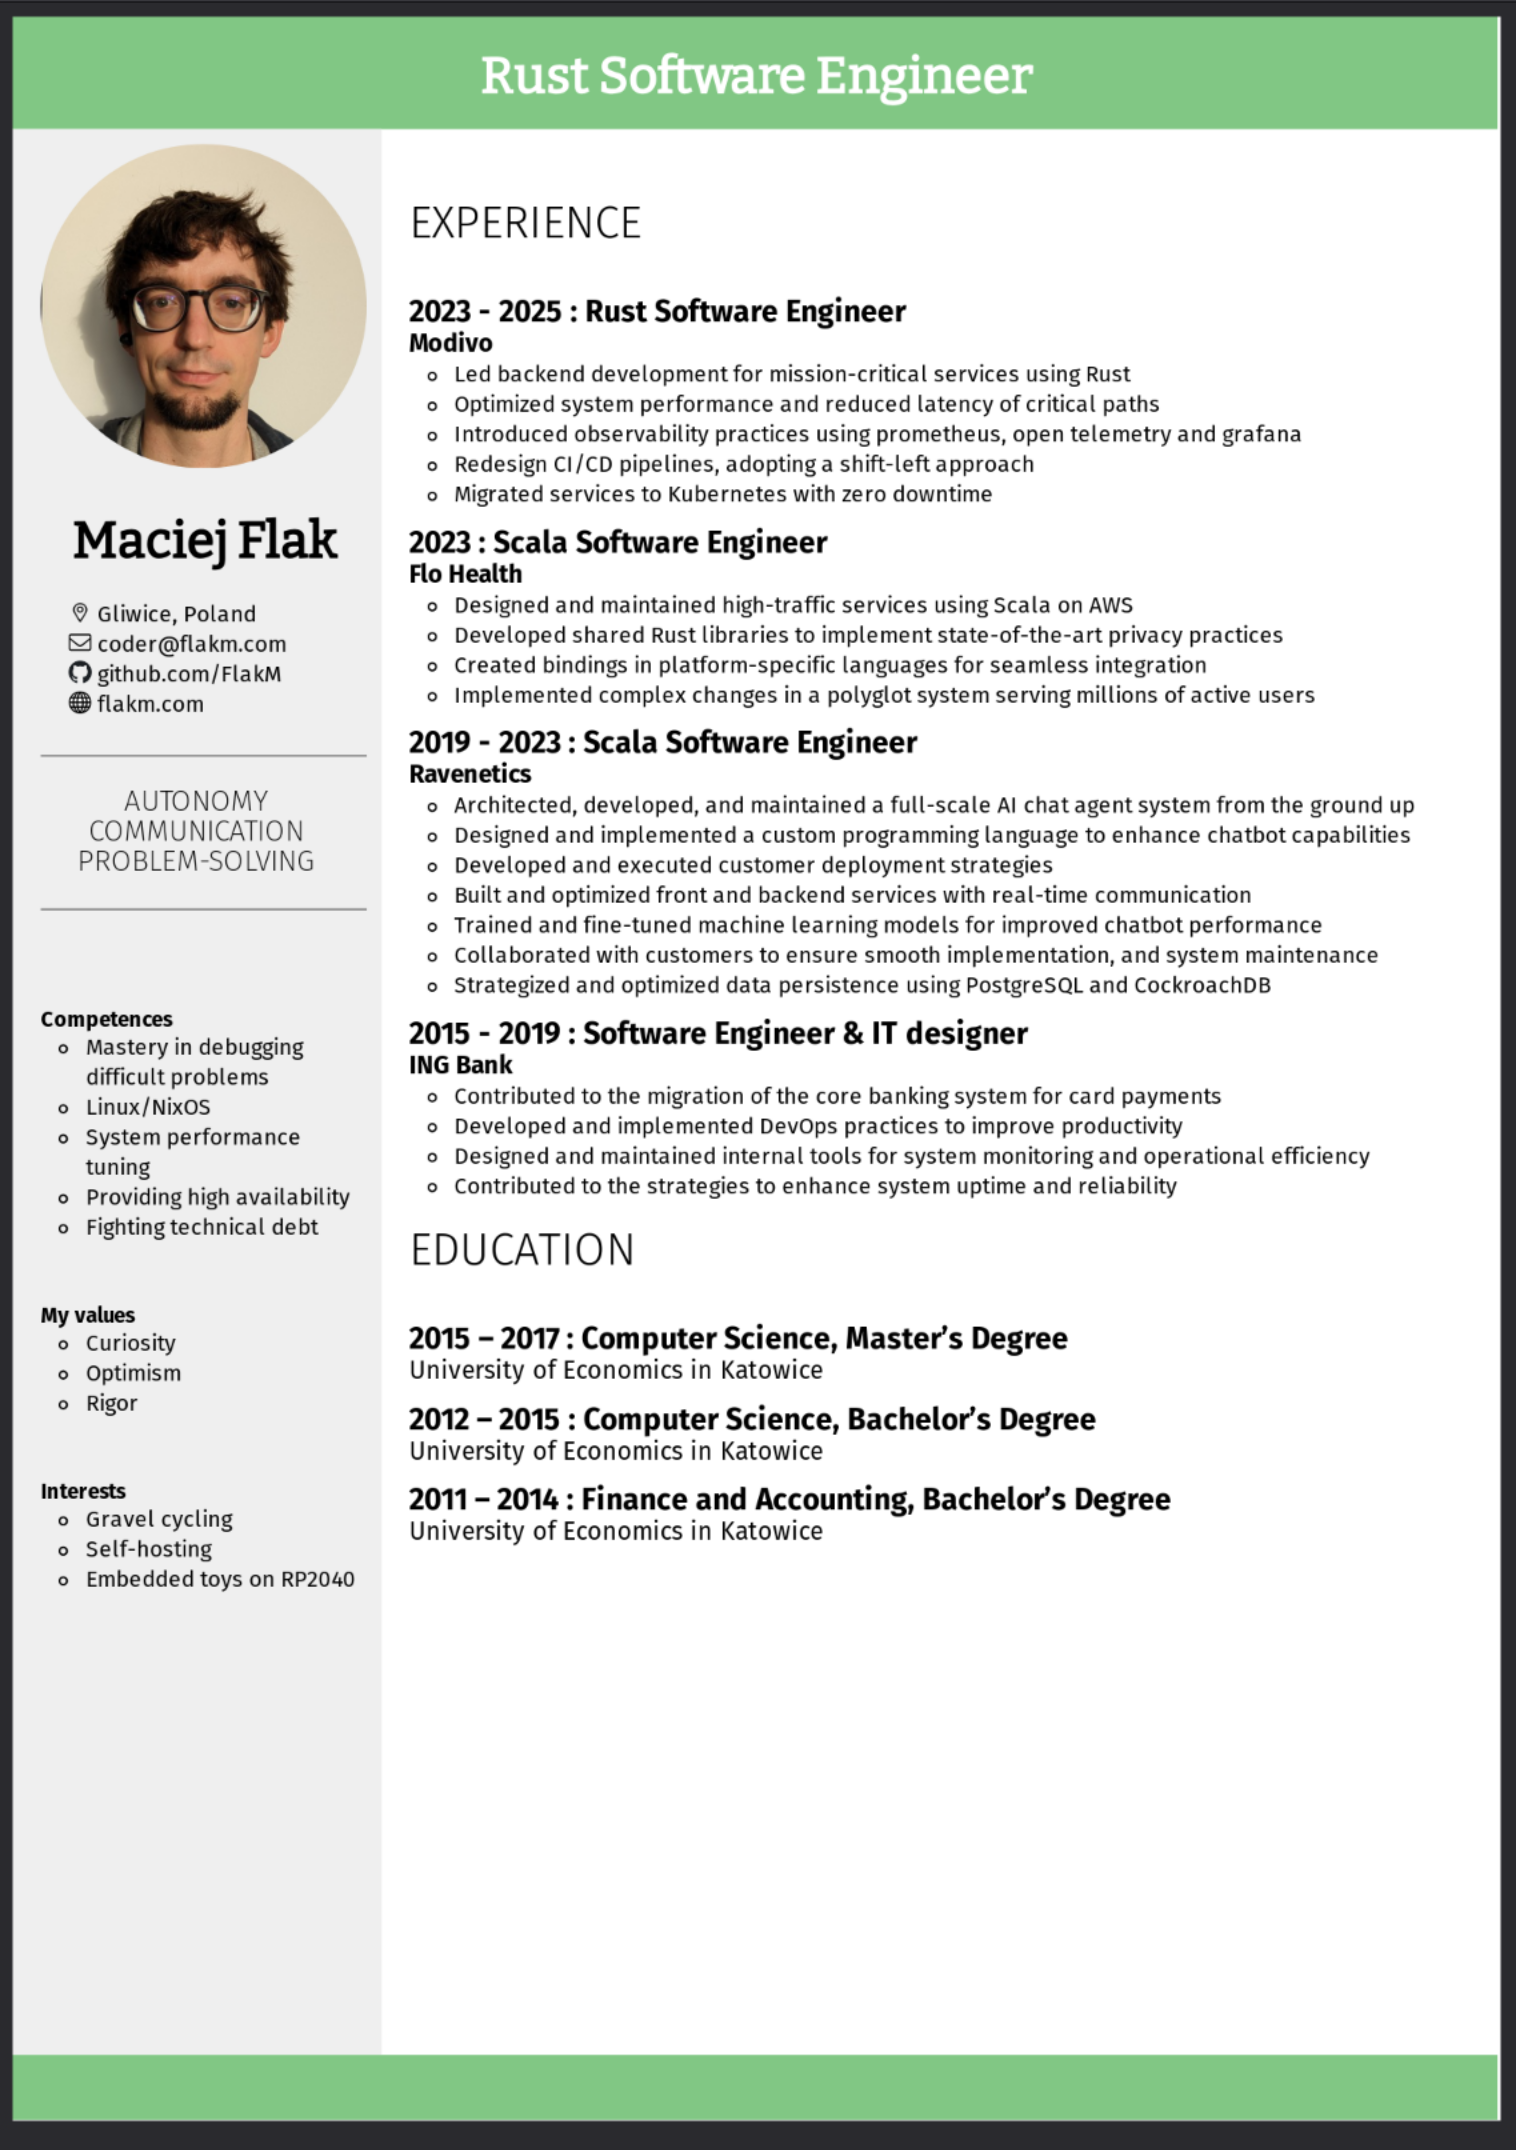 Rust Software Engineer
Maciej Flak
Gliwice, Poland
coder@flakm.com
github.com/FlakM
flakm.com
AUTONOMY
COMMUNICATION
PROBLEM-SOLVING
Competences
Mastery in debugging
difficult problems
Linux/NixOS
System performance
tuning
Providing high availability
Fighting technical debt
My values
Curiosity
Optimism
Rigor
Interests
Gravel cycling
Self-hosting
Embedded toys on RP2040
EXPERIENCE
2023 - 2025 : Rust Software Engineer
Modivo
Led backend development for mission-critical services using Rust
Optimized system performance and reduced latency of critical paths
Introduced observability practices using prometheus, open telemetry and grafana
Redesign CI/CD pipelines, adopting a shift-left approach
Migrated services to Kubernetes with zero downtime
2023 : Scala Software Engineer
Flo Health
Designed and maintained high-traffic services using Scala on AWS
Developed shared Rust libraries to implement state-of-the-art privacy practices
Created bindings in platform-specific languages for seamless integration
Implemented complex changes in a polyglot system serving millions of active users
2019 - 2023 : Scala Software Engineer
Ravenetics
Architected, developed, and maintained a full-scale AI chat agent system from the ground up
Designed and implemented a custom programming language to enhance chatbot capabilities
Developed and executed customer deployment strategies
Built and optimized front and backend services with real-time communication
Trained and fine-tuned machine learning models for improved chatbot performance
Collaborated with customers to ensure smooth implementation, and system maintenance
Strategized and optimized data persistence using PostgreSQL and CockroachDB
2015 - 2019 : Software Engineer & IT designer
ING Bank
Contributed to the migration of the core banking system for card payments
Developed and implemented DevOps practices to improve productivity
Designed and maintained internal tools for system monitoring and operational efficiency
Contributed to the strategies to enhance system uptime and reliability
EDUCATION
2015 – 2017 : Computer Science, Master’s Degree
University of Economics in Katowice
2012 – 2015 : Computer Science, Bachelor’s Degree
University of Economics in Katowice
2011 – 2014 : Finance and Accounting, Bachelor’s Degree
University of Economics in Katowice